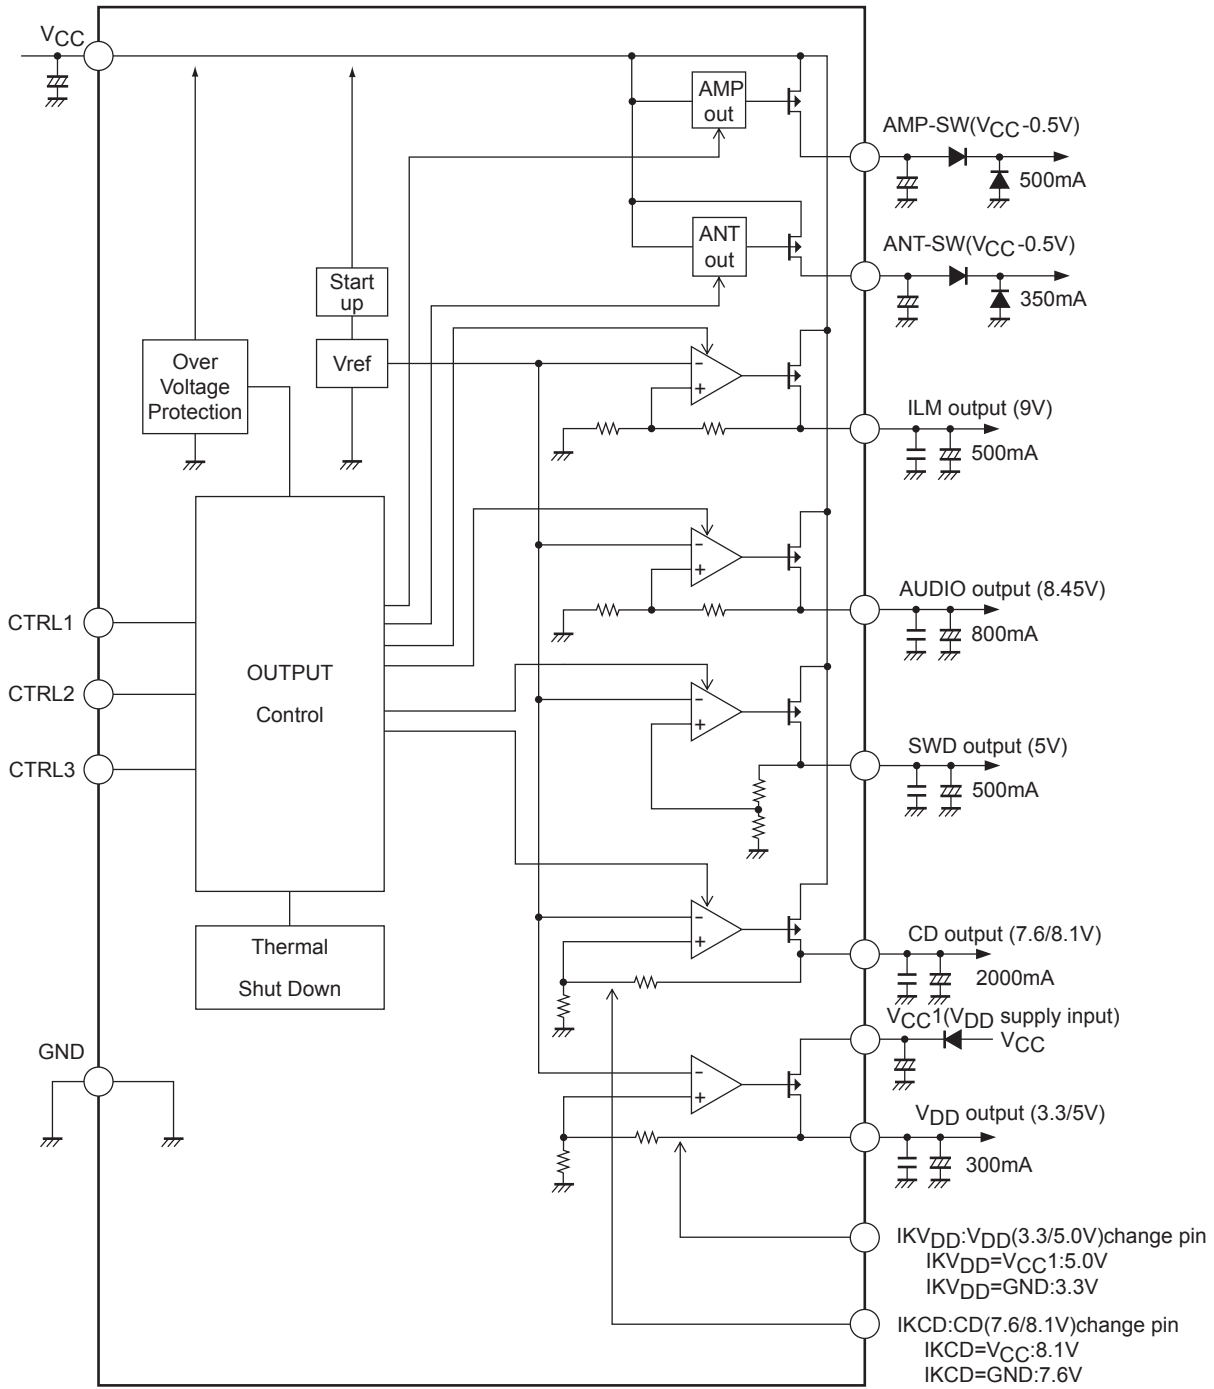 VCC
AMP
out
AMP-SW(VCC-0.5V)
500mA
ANT
out
ANT-SW(VCC-0.5V)
350mA
Start
up
Over
Voltage
Protection
Vref
-
+
ILM output (9V)
500mA
-
+
AUDIO output (8.45V)
800mA
CTRL1
CTRL2
CTRL3
OUTPUT
Control
-
+
SWD output (5V)
500mA
Thermal
Shut Down
-
+
CD output (7.6/8.1V)
2000mA
GND
VCC1(VDD supply input)
VCC
-
+
VDD output (3.3/5V)
300mA
IKVDD:VDD(3.3/5.0V)change pin
IKVDD=VCC1:5.0V
IKVDD=GND:3.3V
IKCD:CD(7.6/8.1V)change pin
IKCD=VCC:8.1V
IKCD=GND:7.6V